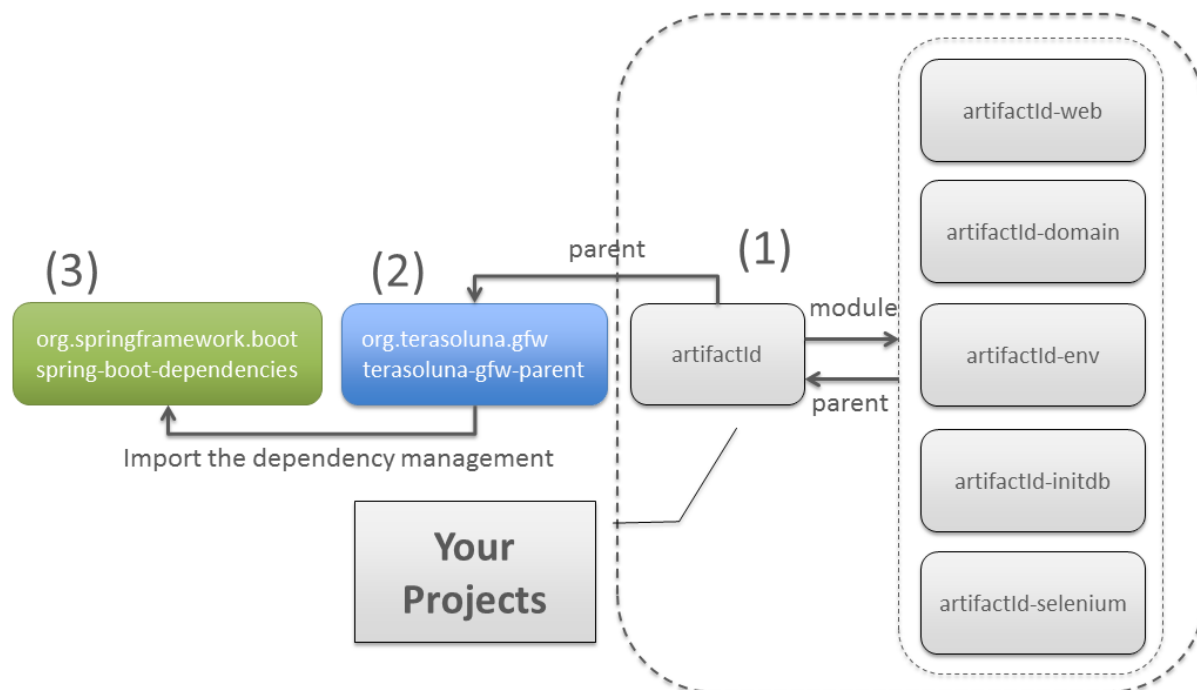 artifactId-web
artifactId-domain
parent
(1)
(2)
(3)
module
org.springframework.boot
spring-boot-dependencies
org.terasoluna.gfw
terasoluna-gfw-parent
artifactId
artifactId-env
parent
Import the dependency management
artifactId-initdb
Your
Projects
artifactId-selenium